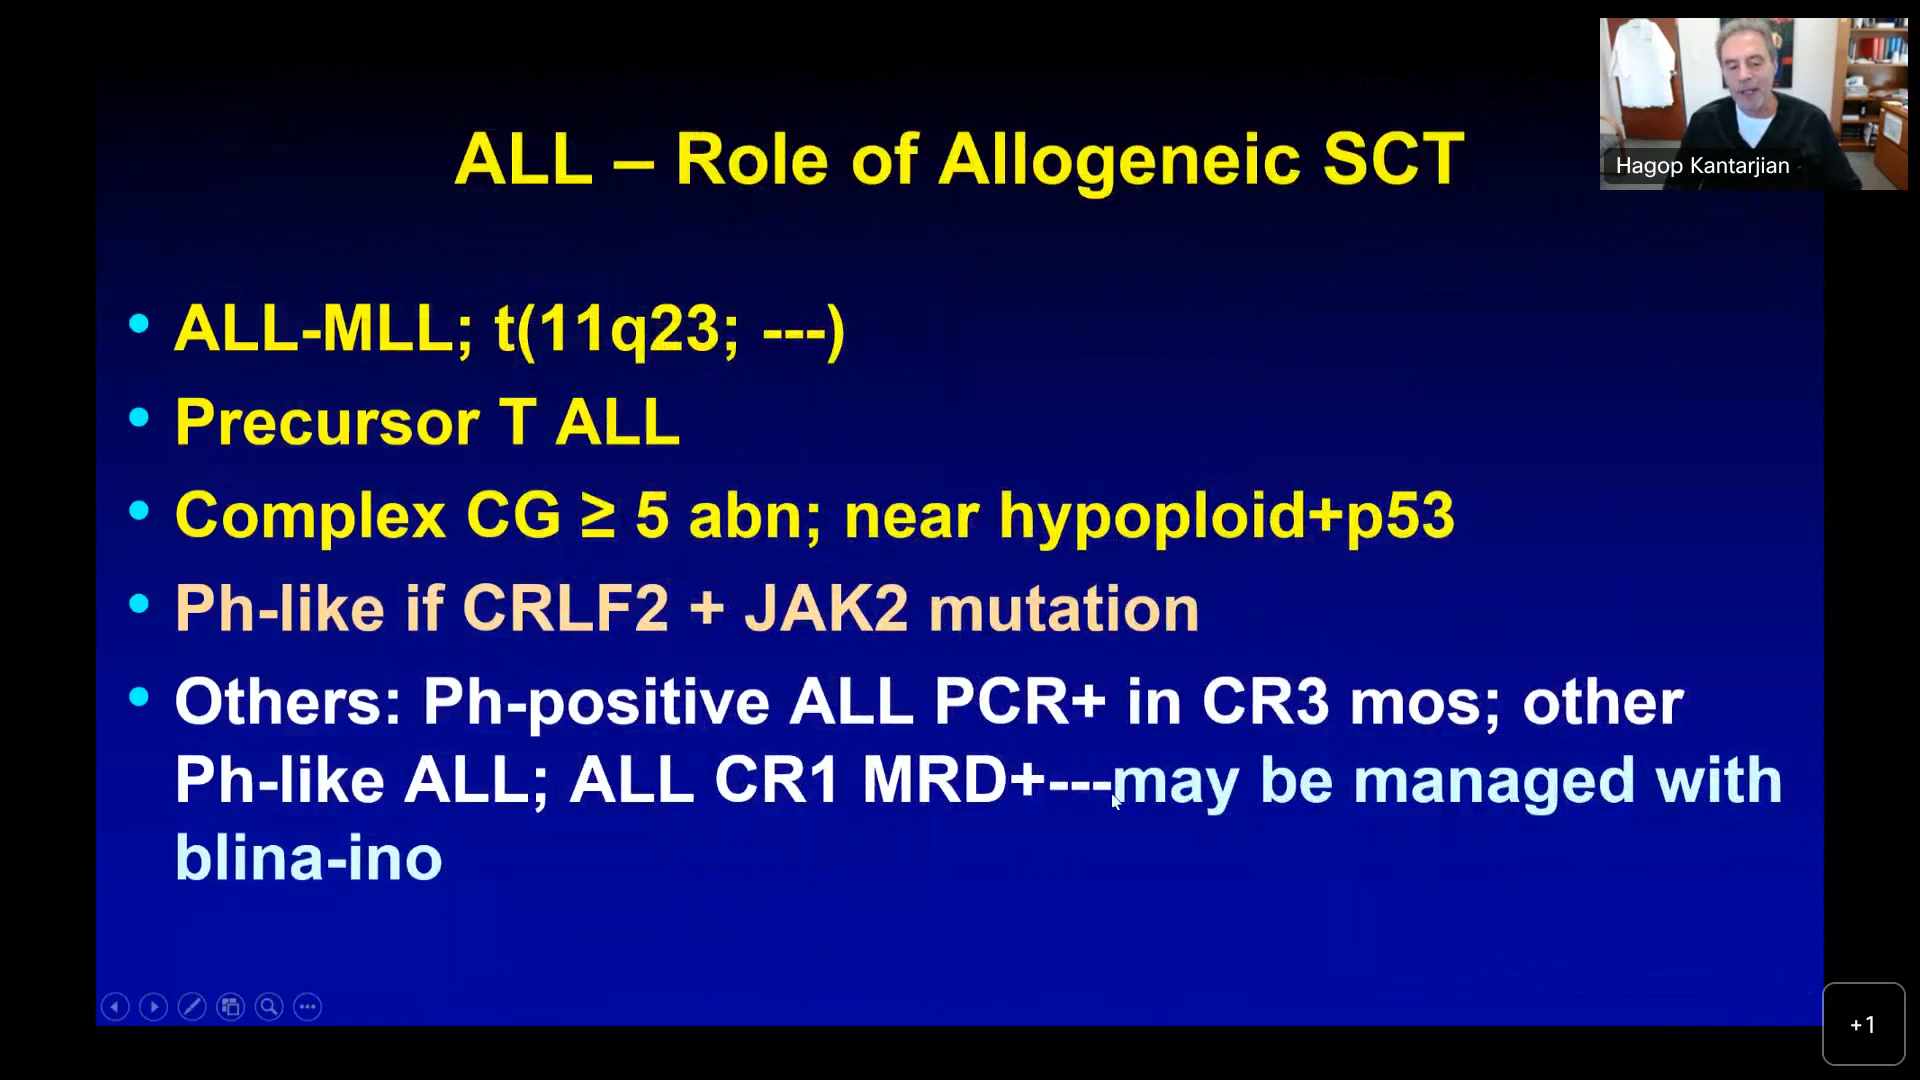 ALL – Role of Allogeneic SCT
Hagop Kantarjian
• ALL-MLL; t(11q23; ---)
• Precursor T ALL
• Complex CG ≥ 5 abn; near hypoploid+p53
• Ph-like if CRLF2 + JAK2 mutation
• Others: Ph-positive ALL PCR+ in CR3 mos; other
Ph-like ALL; ALL CR1 MRD+---may be managed with
blina-ino
+1